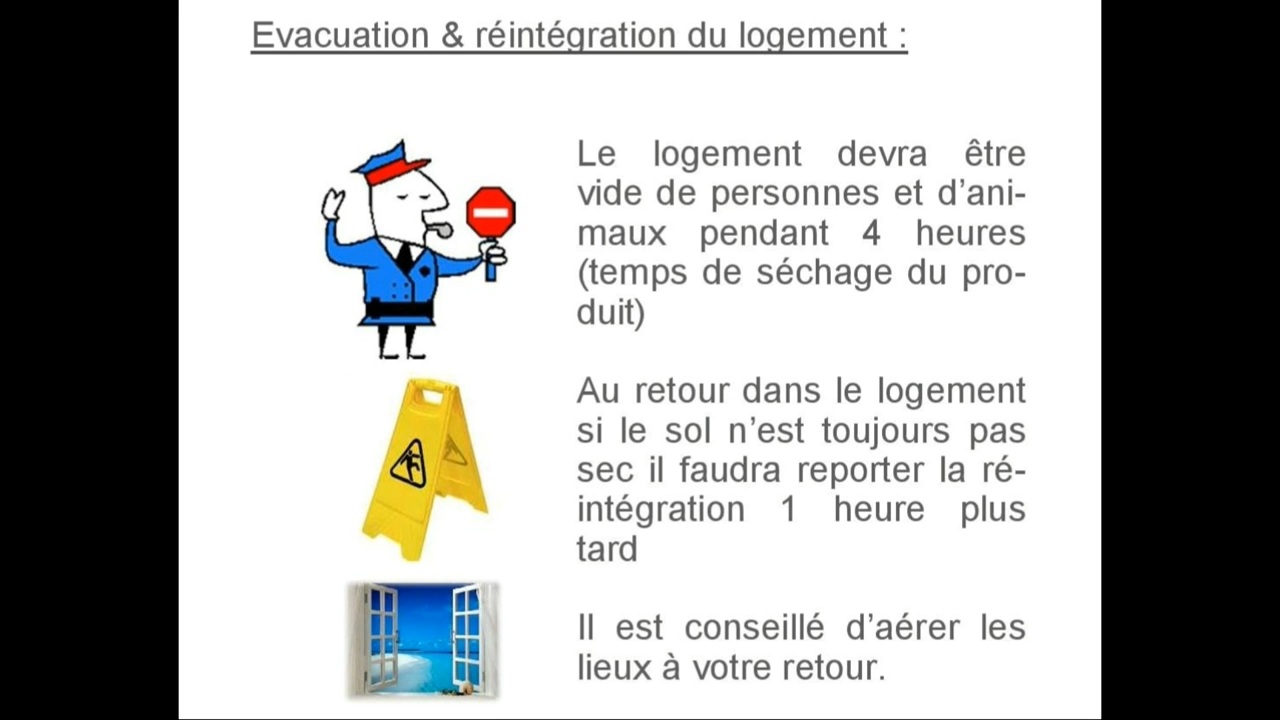 Evacuation & réintégration du logement :
Le logement devra être
vide de personnes et d’ani-
maux pendant 4 heures
(temps de séchage du pro-
duit)
Au retour dans le logement
si le sol n’est toujours pas
sec il faudra reporter la ré-
intégration 1 heure plus
tard
Il est conseillé d’aérer les
lieux à votre retour.